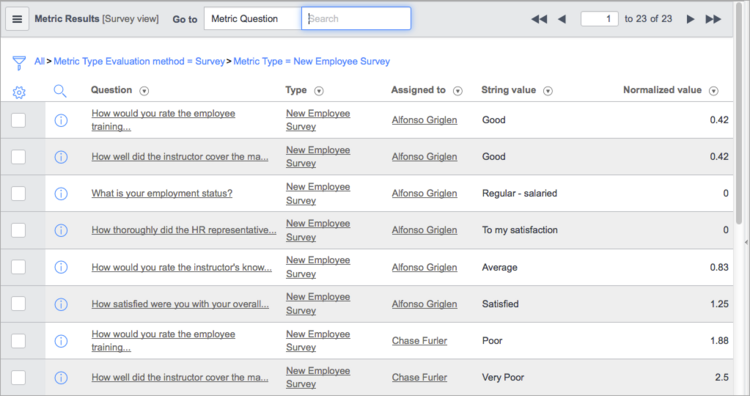 Metric Results [Survey view] Go to Metric Question Search 1 to 23 of 23
All > Metric Type Evaluation method = Survey > Metric Type = New Employee Survey
Question Type Assigned to String value Normalized value
How would you rate the employee training... New Employee Survey Alfonso Griglen Good 0.42
How well did the instructor cover the ma... New Employee Survey Alfonso Griglen Good 0.42
What is your employment status? New Employee Survey Alfonso Griglen Regular - salaried 0
How thoroughly did the HR representative... New Employee Survey Alfonso Griglen To my satisfaction 0
How would you rate the instructor's know... New Employee Survey Alfonso Griglen Average 0.83
How satisfied were you with your overall... New Employee Survey Alfonso Griglen Satisfied 1.25
How would you rate the employee training... New Employee Survey Chase Furler Poor 1.88
How well did the instructor cover the ma... New Employee Survey Chase Furler Very Poor 2.5